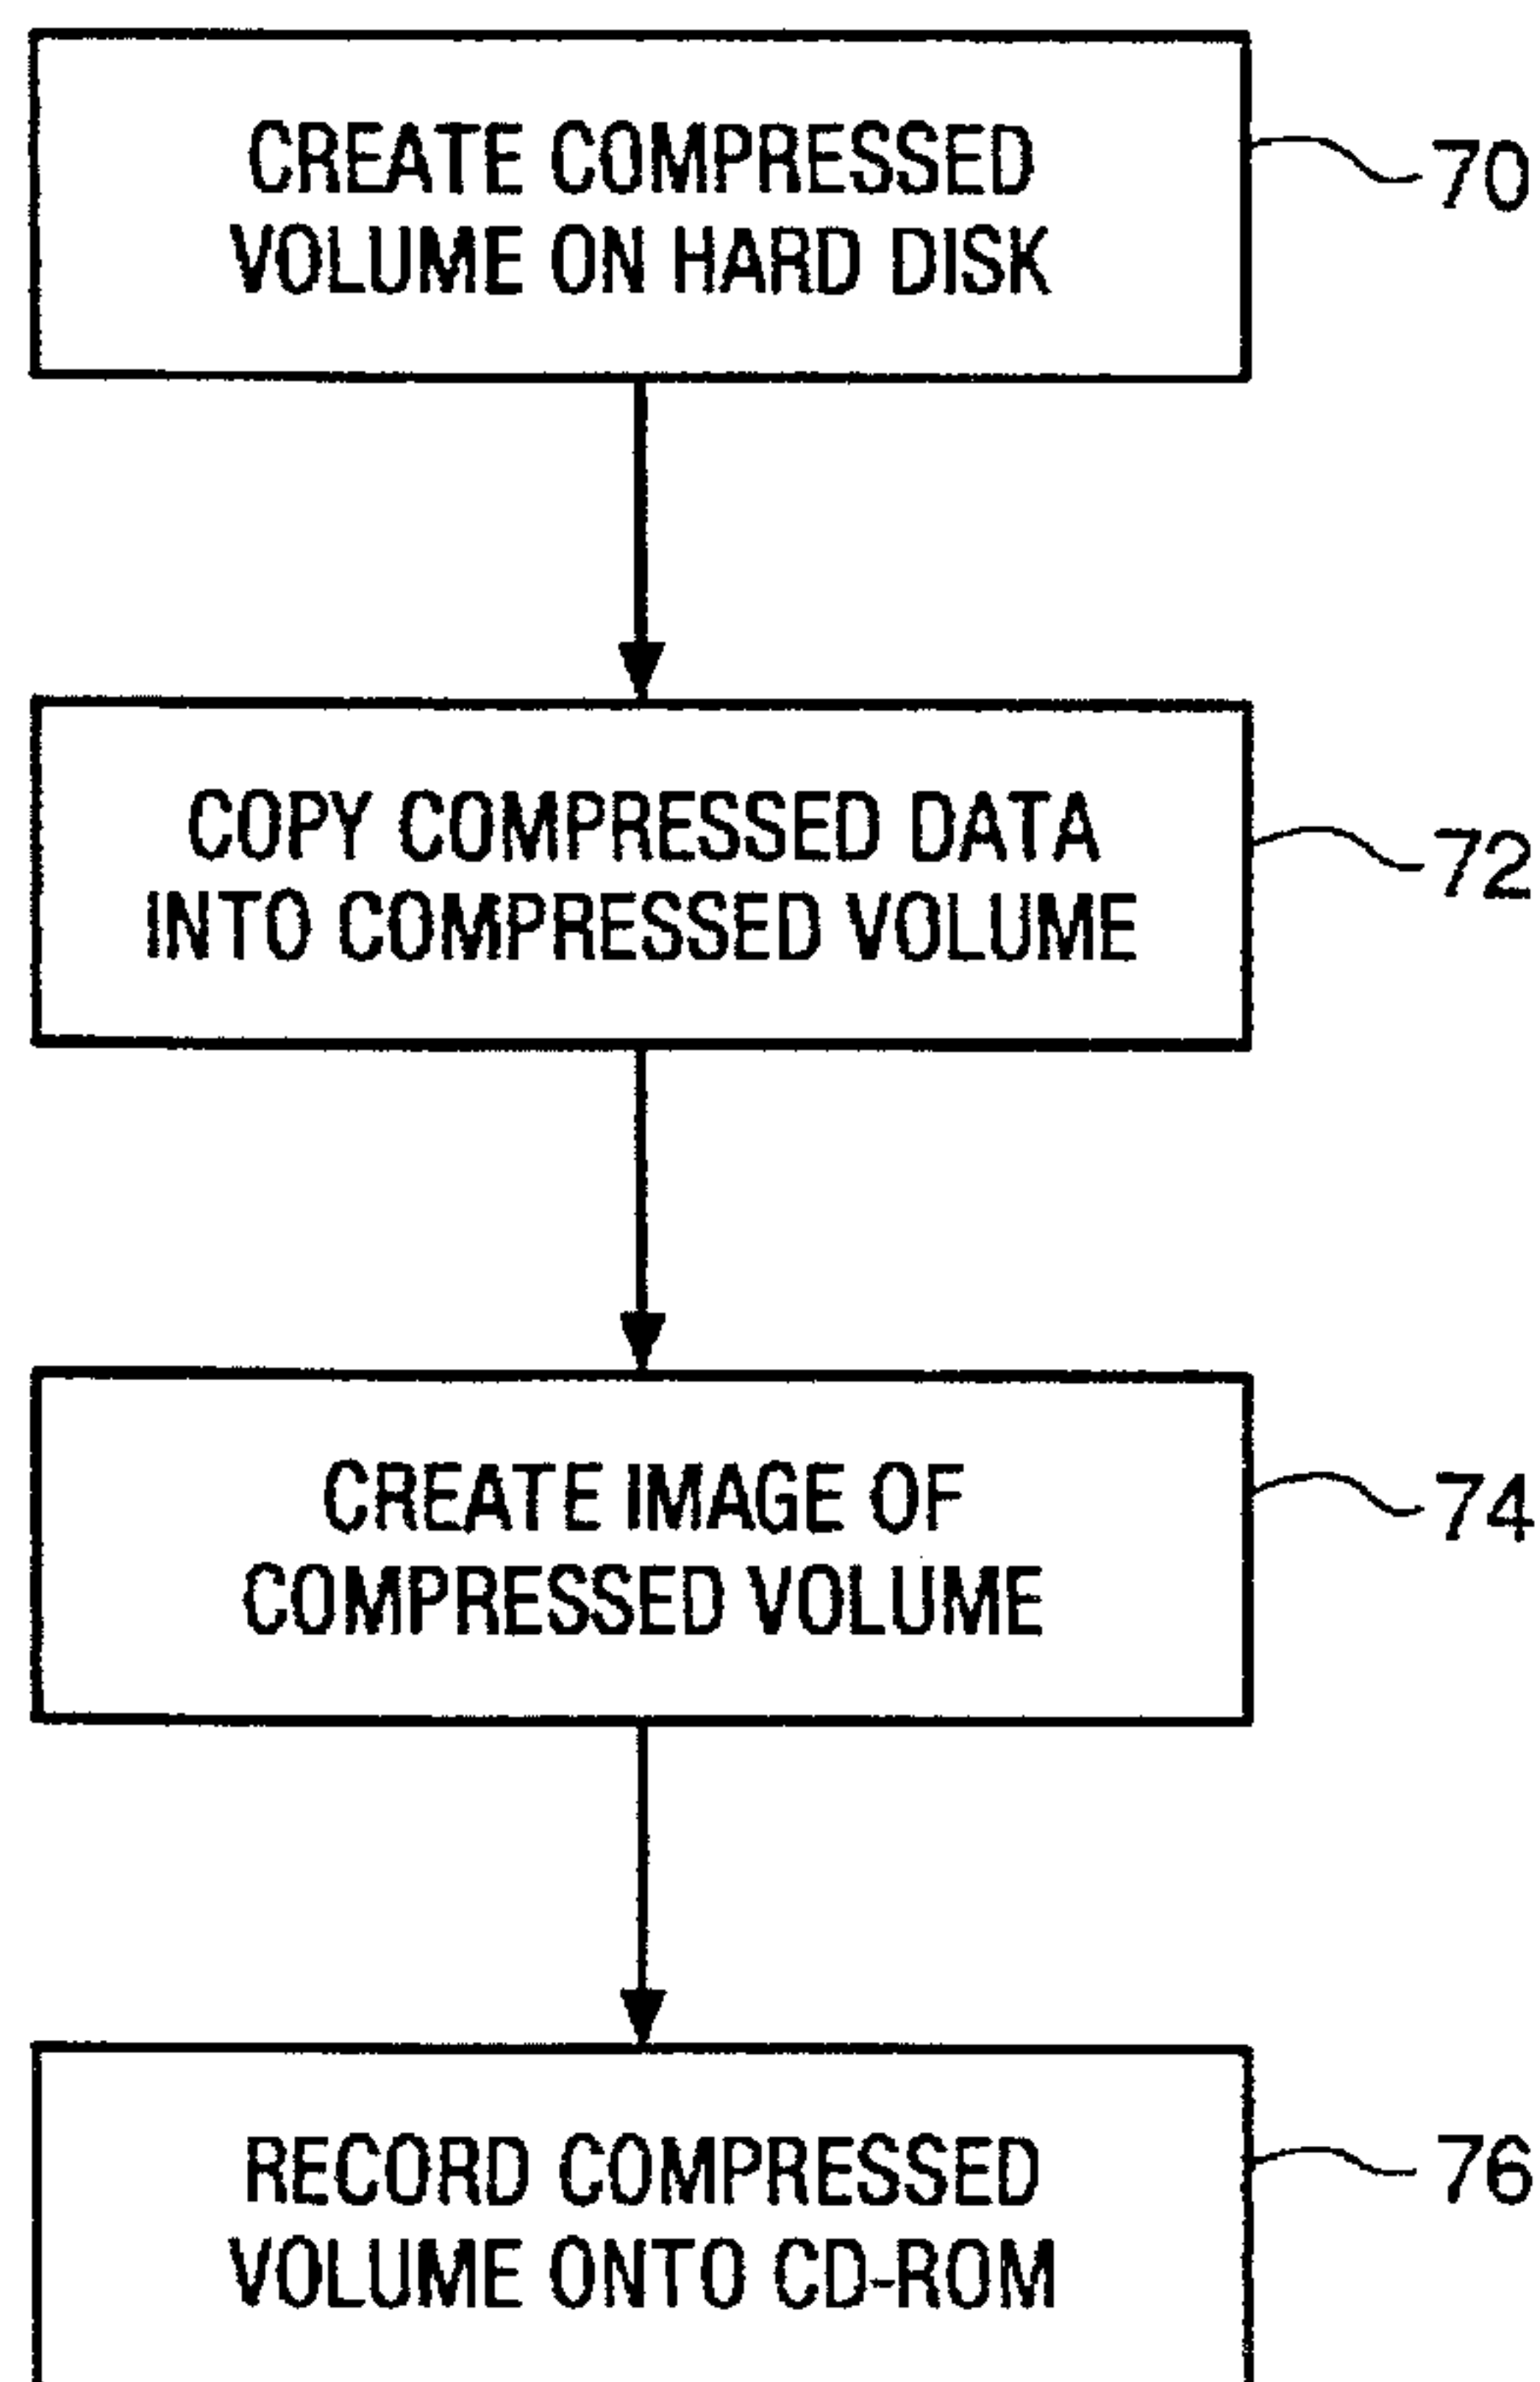 CREATE COMPRESSED
VOLUME ON HARD DISK
70
COPY COMPRESSED DATA
INTO COMPRESSED VOLUME
72
CREATE IMAGE OF
COMPRESSED VOLUME
74
RECORD COMPRESSED
VOLUME ONTO CD-ROM
76